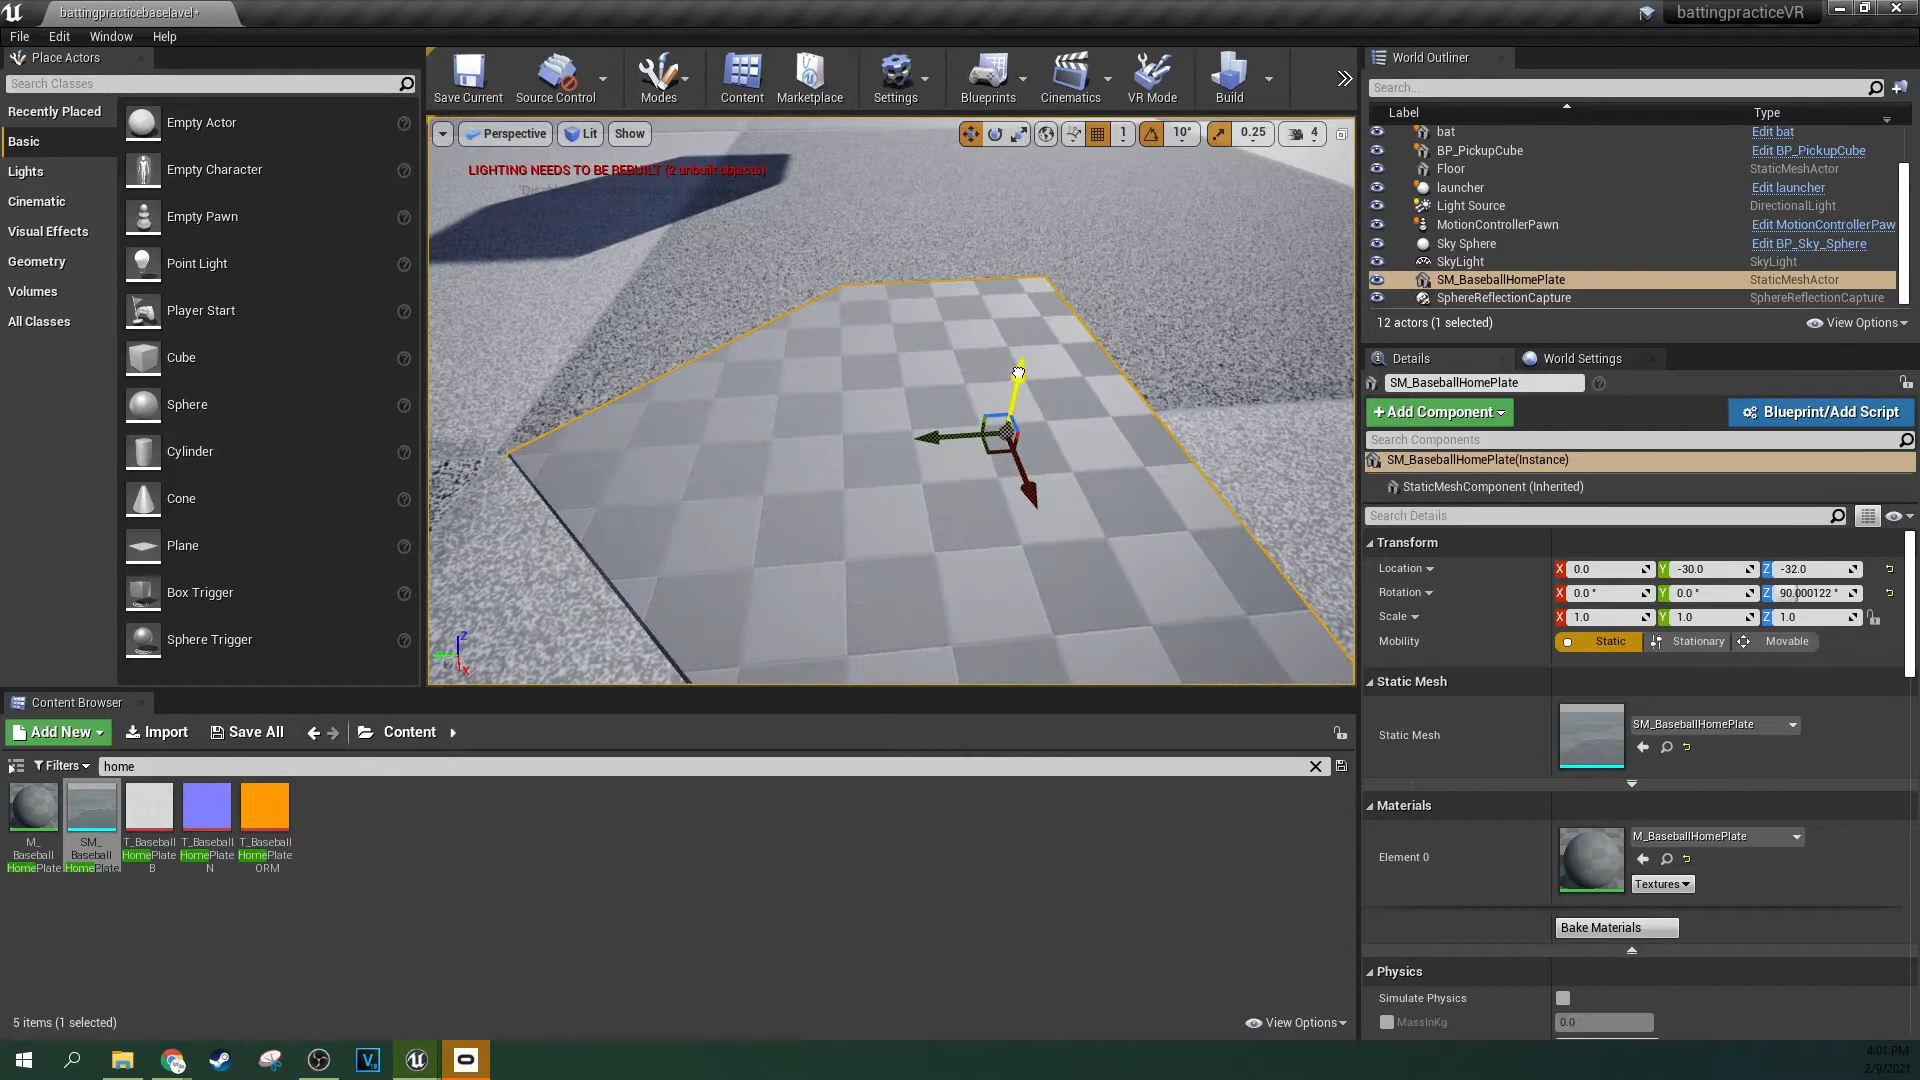 battingpracticebaselavel*
battingpracticeVR
File Edit Window Help
Place Actors
Search Classes
Recently Placed
Basic
Lights
Cinematic
Visual Effects
Geometry
Volumes
All Classes
Empty Actor
Empty Character
Empty Pawn
Point Light
Player Start
Cube
Sphere
Cylinder
Cone
Plane
Box Trigger
Sphere Trigger
Save Current Source Control Modes Content Marketplace Settings Blueprints Cinematics VR Mode Build
Perspective Lit Show 1 10° 0.25 4
LIGHTING NEEDS TO BE REBUILT (2 unbuilt objects)
Z
X
World Outliner
Search...
Label Type
bat Edit bat
BP_PickupCube Edit BP_PickupCube
Floor StaticMeshActor
launcher Edit launcher
Light Source DirectionalLight
MotionControllerPawn Edit MotionControllerPaw
Sky Sphere Edit BP_Sky_Sphere
SkyLight SkyLight
SM_BaseballHomePlate StaticMeshActor
SphereReflectionCapture SphereReflectionCapture
12 actors (1 selected) View Options
Details World Settings
SM_BaseballHomePlate
+Add Component Blueprint/Add Script
Search Components
SM_BaseballHomePlate(Instance)
StaticMeshComponent (Inherited)
Search Details
Transform
Location X 0.0 Y -30.0 Z -32.0
Rotation X 0.0 ° Y 0.0 ° Z 90.000122 °
Scale X 1.0 Y 1.0 Z 1.0
Mobility Static Stationary Movable
Static Mesh
Static Mesh SM_BaseballHomePlate
Materials
Element 0 M_BaseballHomePlate
Textures
Bake Materials
Physics
Simulate Physics
MassInKg 0.0
Content Browser
Add New Import Save All Content
Filters home
M_
Baseball
HomePlate
SM_
Baseball
HomePlate
T_Baseball
HomePlate
B
T_Baseball
HomePlate
N
T_Baseball
HomePlate
ORM
5 items (1 selected) View Options
4:01 PM
2/9/2021